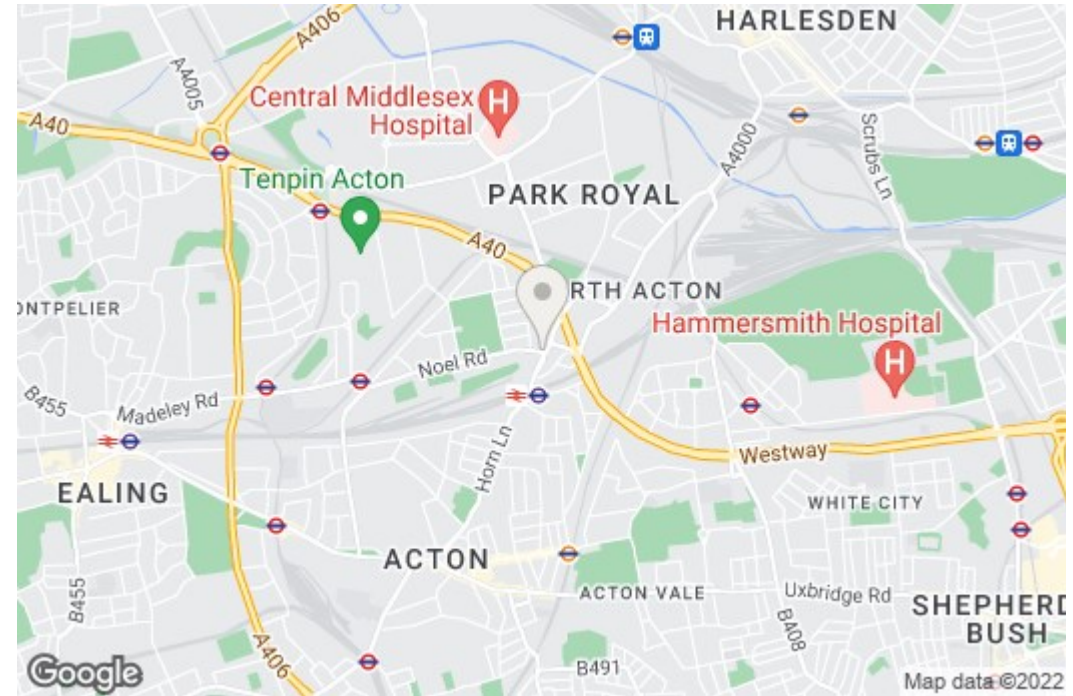 HARLESDEN
A406
A4005
Central Middlesex
Hospital
H
A40
A4000
Scrubs Ln
Tenpin Acton
PARK ROYAL
A40
RTH ACTON
ONTPELIER
Hammersmith Hospital
H
Noel Rd
B455
Madeley Rd
Horn Ln
Westway
EALING
WHITE CITY
ACTON
ACTON VALE
Uxbridge Rd
B455
SHEPHERD
BUSH
B408
A406
B491
Google
Map data ©2022